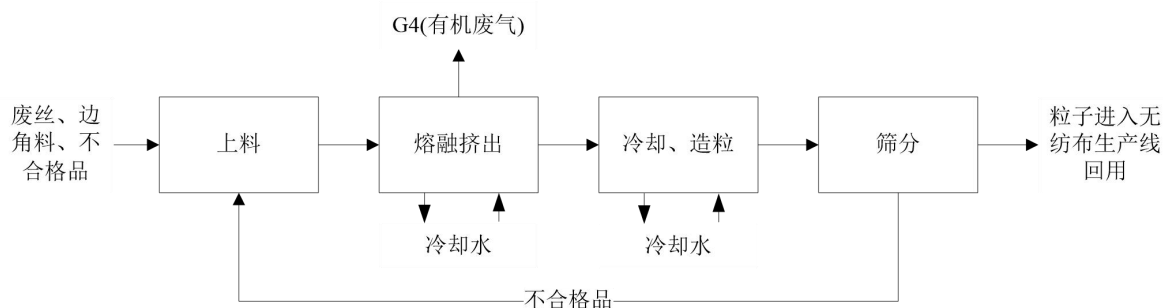 G4(有机废气)
废丝、边
角料、不
合格品
上料
熔融挤出
冷却、造粒
筛分
粒子进入无
纺布生产线
回用
冷却水
冷却水
不合格品